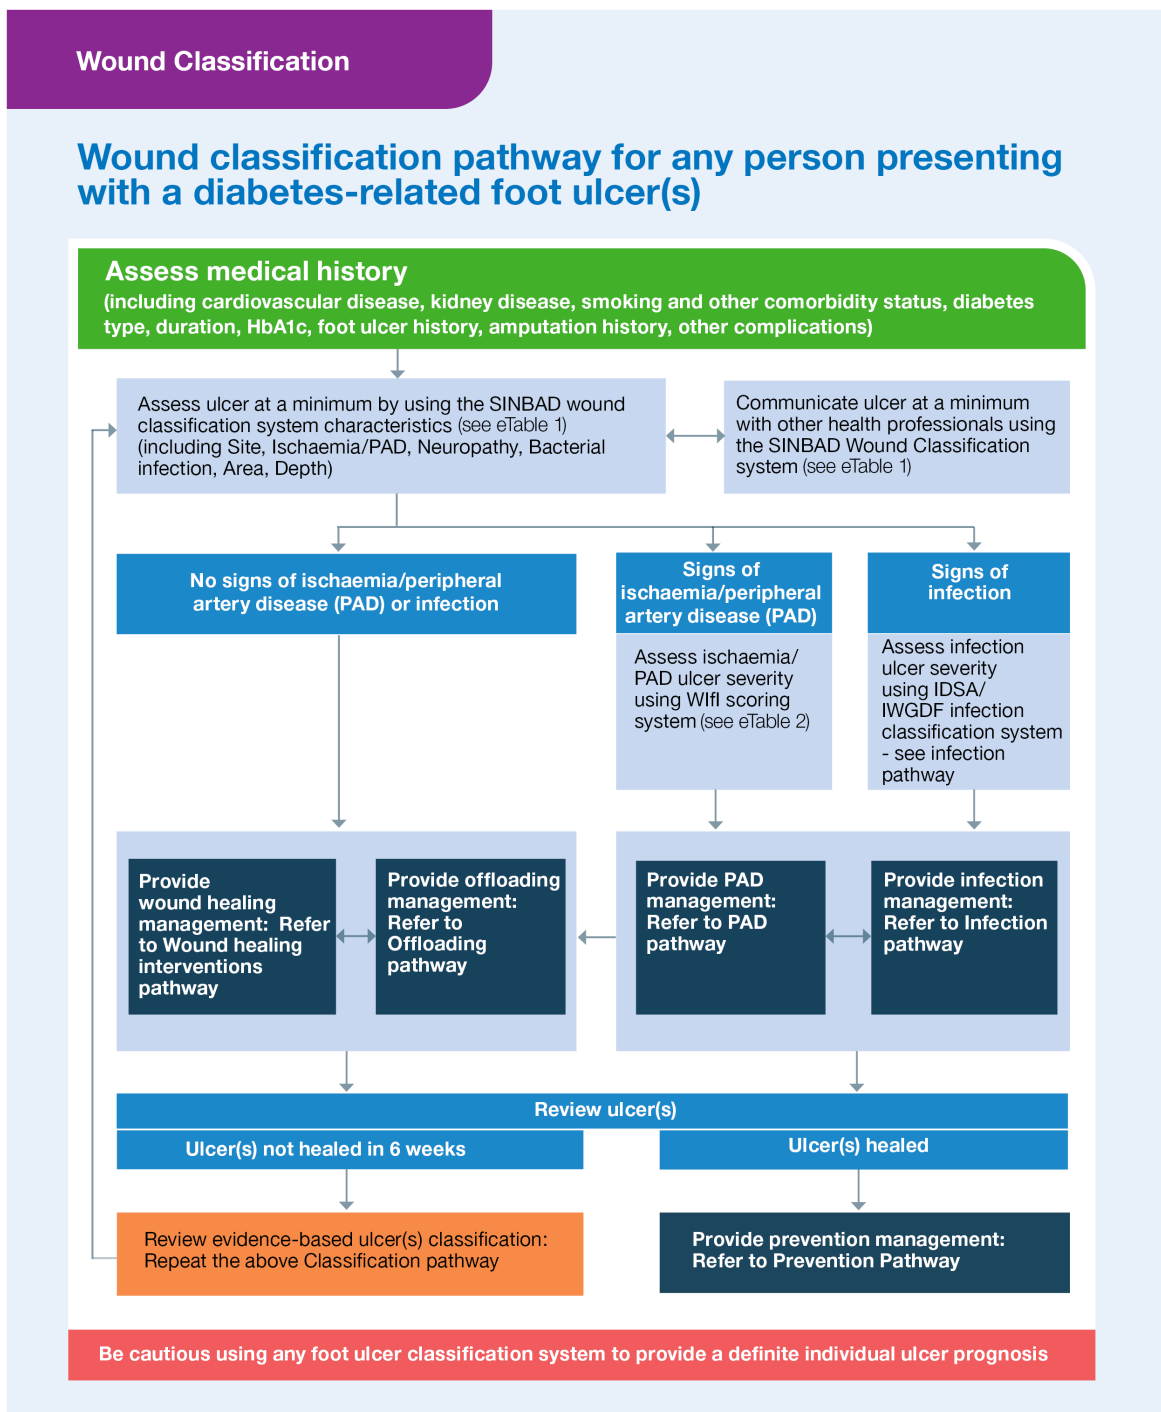 Wound Classification
Wound classification pathway for any person presenting
with a diabetes-related foot ulcer(s)
Assess medical history
(including cardiovascular disease, kidney disease, smoking and other comorbidity status, diabetes
type, duration, HbA1c, foot ulcer history, amputation history, other complications)
Assess ulcer at a minimum by using the SINBAD wound
classification system characteristics (see eTable 1)
(including Site, Ischaemia/PAD, Neuropathy, Bacterial
infection, Area, Depth)
Communicate ulcer at a minimum
with other health professionals using
the SINBAD Wound Classification
system (see eTable 1)
No signs of ischaemia/peripheral
artery disease (PAD) or infection
Signs of
ischaemia/peripheral
artery disease (PAD)
Assess ischaemia/
PAD ulcer severity
using WIfI scoring
system (see eTable 2)
Signs of
infection
Assess infection
ulcer severity
using IDSA/
IWGDF infection
classification system
- see infection
pathway
Provide
wound healing
management:  Refer
to Wound healing
interventions
pathway
Provide offloading
management:
Refer to
Offloading
pathway
Provide PAD
management:
Refer to PAD
pathway
Provide infection
management:
Refer to Infection
pathway
Review ulcer(s)
Ulcer(s) not healed in 6 weeks
Ulcer(s) healed
Review evidence-based ulcer(s) classification:
Repeat the above Classification pathway
Provide prevention management:
Refer to Prevention Pathway
Be cautious using any foot ulcer classification system to provide a definite individual ulcer prognosis